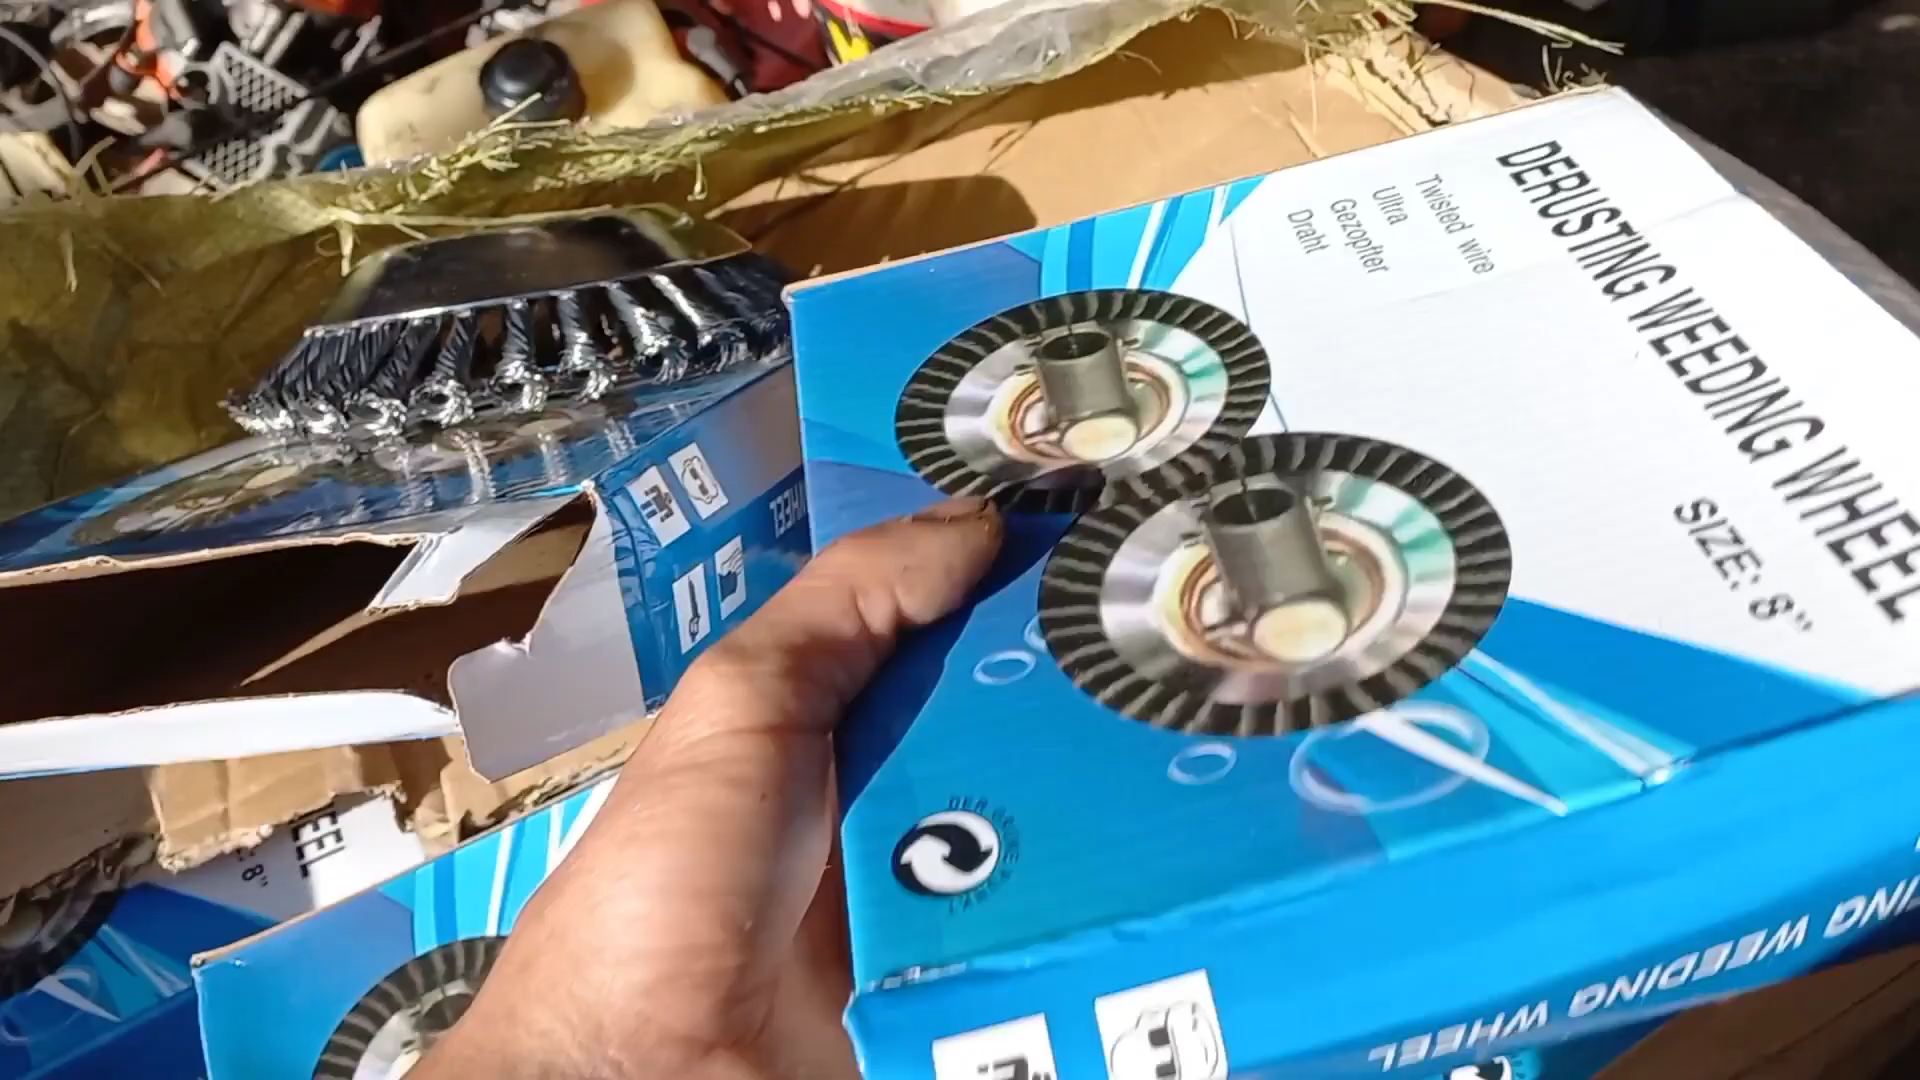 DERUSTING WEEDING WHEEL
SIZE: 8"
Twisted wire
Ultra
Gezopfter
Draht
WEEDING WHEEL
WHEEL
EEL
8"